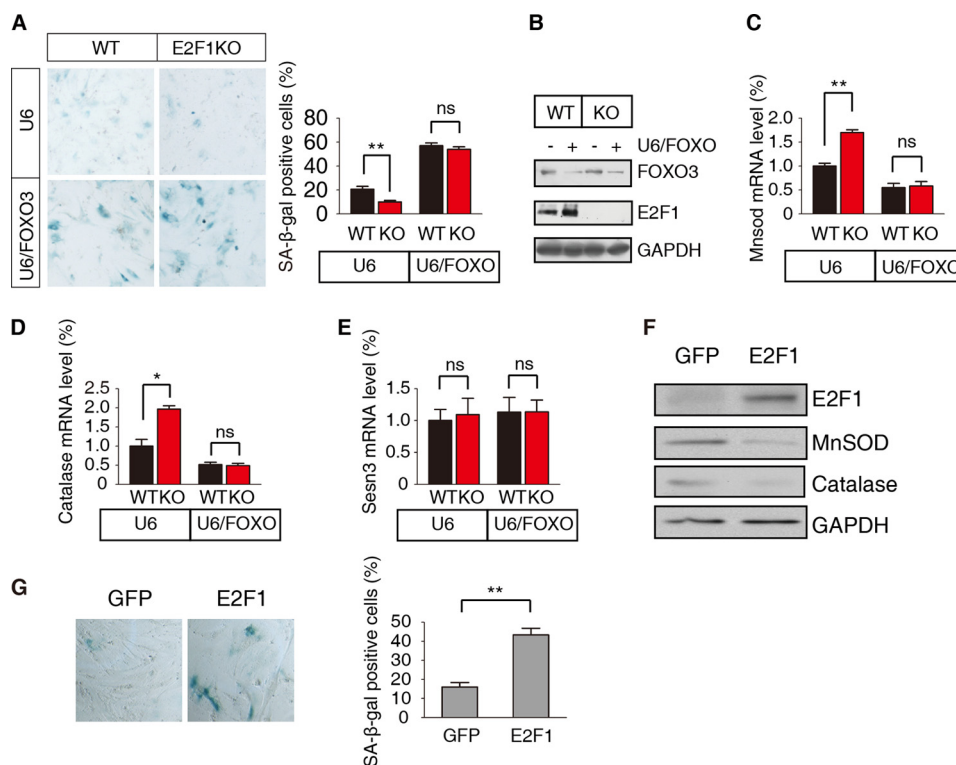 A
WT E2F1KO
U6
U6/FOXO3
SA-β-gal positive cells (%)
80
60
40
20
0
**
ns
WT KO WT KO
U6 U6/FOXO
B
WT KO
- + - + U6/FOXO
FOXO3
E2F1
GAPDH
C
Mnsod mRNA level (%)
2.0
1.5
1.0
0.5
0
**
ns
WT KO WT KO
U6 U6/FOXO
D
Catalase mRNA level (%)
2.5
2.0
1.5
1.0
0.5
0
*
ns
WTKO WTKO
U6 U6/FOXO
E
Sesn3 mRNA level (%)
1.5
1.0
0.5
0
ns
ns
WTKO WTKO
U6 U6/FOXO
F
GFP E2F1
E2F1
MnSOD
Catalase
GAPDH
G
GFP E2F1
SA-β-gal positive cells (%)
50
40
30
20
10
0
**
GFP E2F1